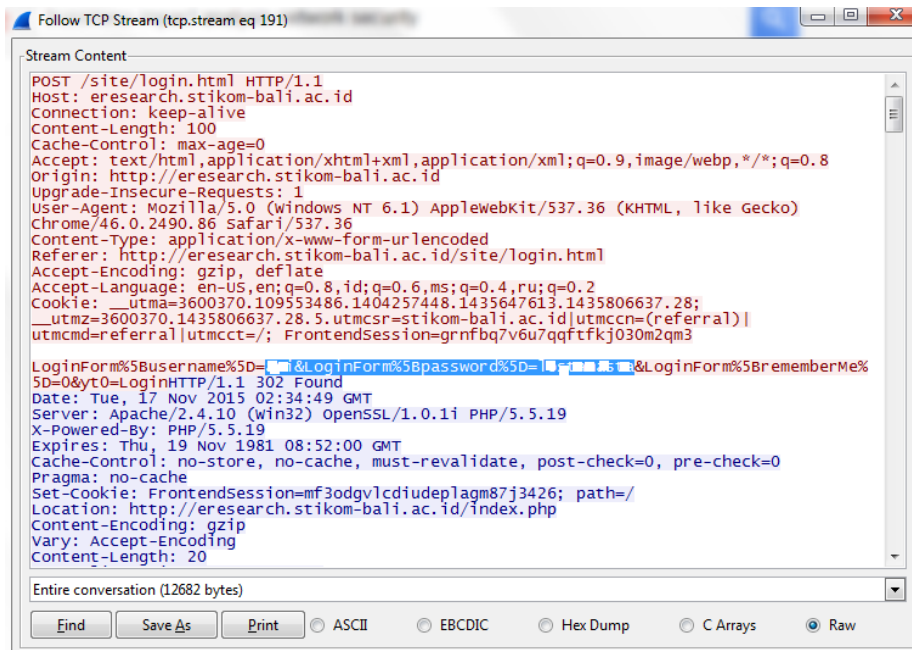 Follow TCP Stream (tcp.stream eq 191)
Stream Content
POST /site/login.html HTTP/1.1
Host: eresearch.stikom-bali.ac.id
Connection: keep-alive
Content-Length: 100
Cache-Control: max-age=0
Accept: text/html,application/xhtml+xml,application/xml;q=0.9,image/webp,*/*;q=0.8
Origin: http://eresearch.stikom-bali.ac.id
Upgrade-Insecure-Requests: 1
User-Agent: Mozilla/5.0 (Windows NT 6.1) AppleWebKit/537.36 (KHTML, like Gecko)
Chrome/46.0.2490.86 Safari/537.36
Content-Type: application/x-www-form-urlencoded
Referer: http://eresearch.stikom-bali.ac.id/site/login.html
Accept-Encoding: gzip, deflate
Accept-Language: en-US,en;q=0.8,id;q=0.6,ms;q=0.4,ru;q=0.2
Cookie: __utma=3600370.109553486.1404257448.1435647613.1435806637.28;
__utmz=3600370.1435806637.28.5.utmcsr=stikom-bali.ac.id|utmccn=(referral)|
utmcmd=referral|utmcct=/; FrontendSession=grnfbq7v6u7qqftfkj030m2qm3
LoginForm%5Busername%5D= &LoginForm%5Bpassword%5D= &LoginForm%5BrememberMe%
5D=0&yt0=LoginHTTP/1.1 302 Found
Date: Tue, 17 Nov 2015 02:34:49 GMT
Server: Apache/2.4.10 (Win32) OpenSSL/1.0.1i PHP/5.5.19
X-Powered-By: PHP/5.5.19
Expires: Thu, 19 Nov 1981 08:52:00 GMT
Cache-Control: no-store, no-cache, must-revalidate, post-check=0, pre-check=0
Pragma: no-cache
Set-Cookie: FrontendSession=mf3odgvlcdiudeplagm87j3426; path=/
Location: http://eresearch.stikom-bali.ac.id/index.php
Content-Encoding: gzip
Vary: Accept-Encoding
Content-Length: 20
Entire conversation (12682 bytes)
Find Save As Print ASCII EBCDIC Hex Dump C Arrays Raw